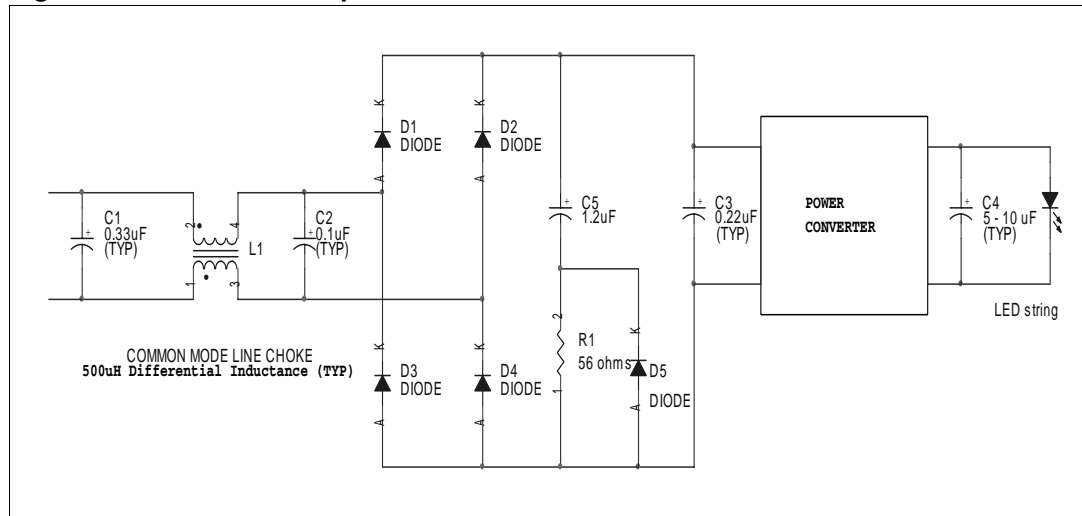 K
D1
DIODE
A
K
D2
DIODE
A
C1
+
0.33uF
(TYP)
2
4
L1
1
3
C2
+
0.1uF
(TYP)
+
C5
1.2uF
+
C3
0.22uF
(TYP)
POWER
CONVERTER
+
C4
5 - 10 uF
(TYP)
LED string
COMMON MODE LINE CHOKE
500uH Differential Inductance (TYP)
K
D3
DIODE
A
K
D4
DIODE
A
2
R1
56 ohms
1
K
D5
DIODE
A